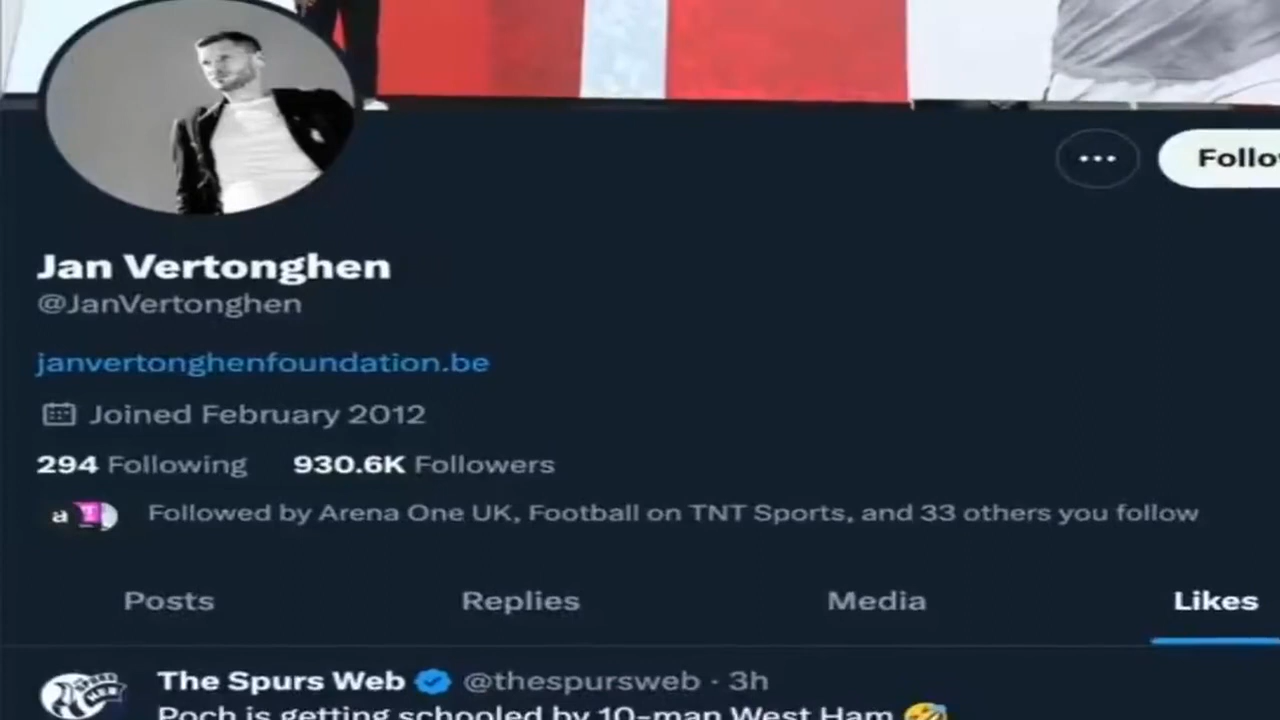 Follo
Jan Vertonghen
@JanVertonghen
janvertonghenfoundation.be
Joined February 2012
294 Following 930.6K Followers
a T Followed by Arena One UK, Football on TNT Sports, and 33 others you follow
Posts Replies Media Likes
The Spurs Web @thespursweb · 3h
Poch is getting schooled by 10-man West Ham 🤣